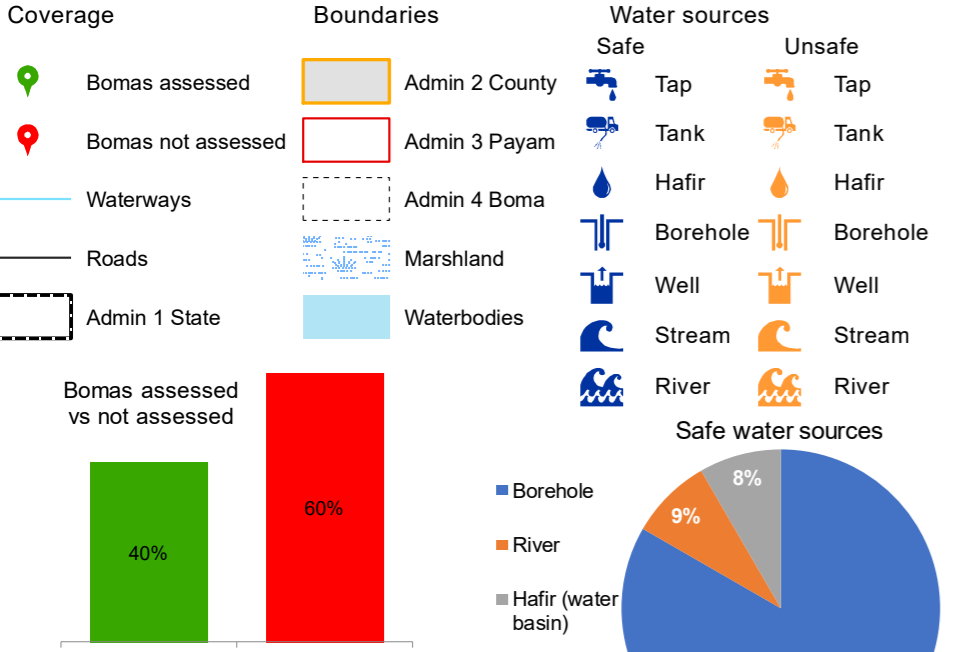 Coverage
Bomas assessed
Bomas not assessed
Waterways
Roads
Admin 1 State
Boundaries
Admin 2 County
Admin 3 Payam
Admin 4 Boma
Marshland
Waterbodies
Water sources
Safe
Unsafe
Tap
Tap
Tank
Tank
Hafir
Hafir
Borehole
Borehole
Well
Well
Stream
Stream
River
River
Bomas assessed
vs not assessed
40%
60%
Safe water sources
Borehole
River
Hafir (water
basin)
8%
9%